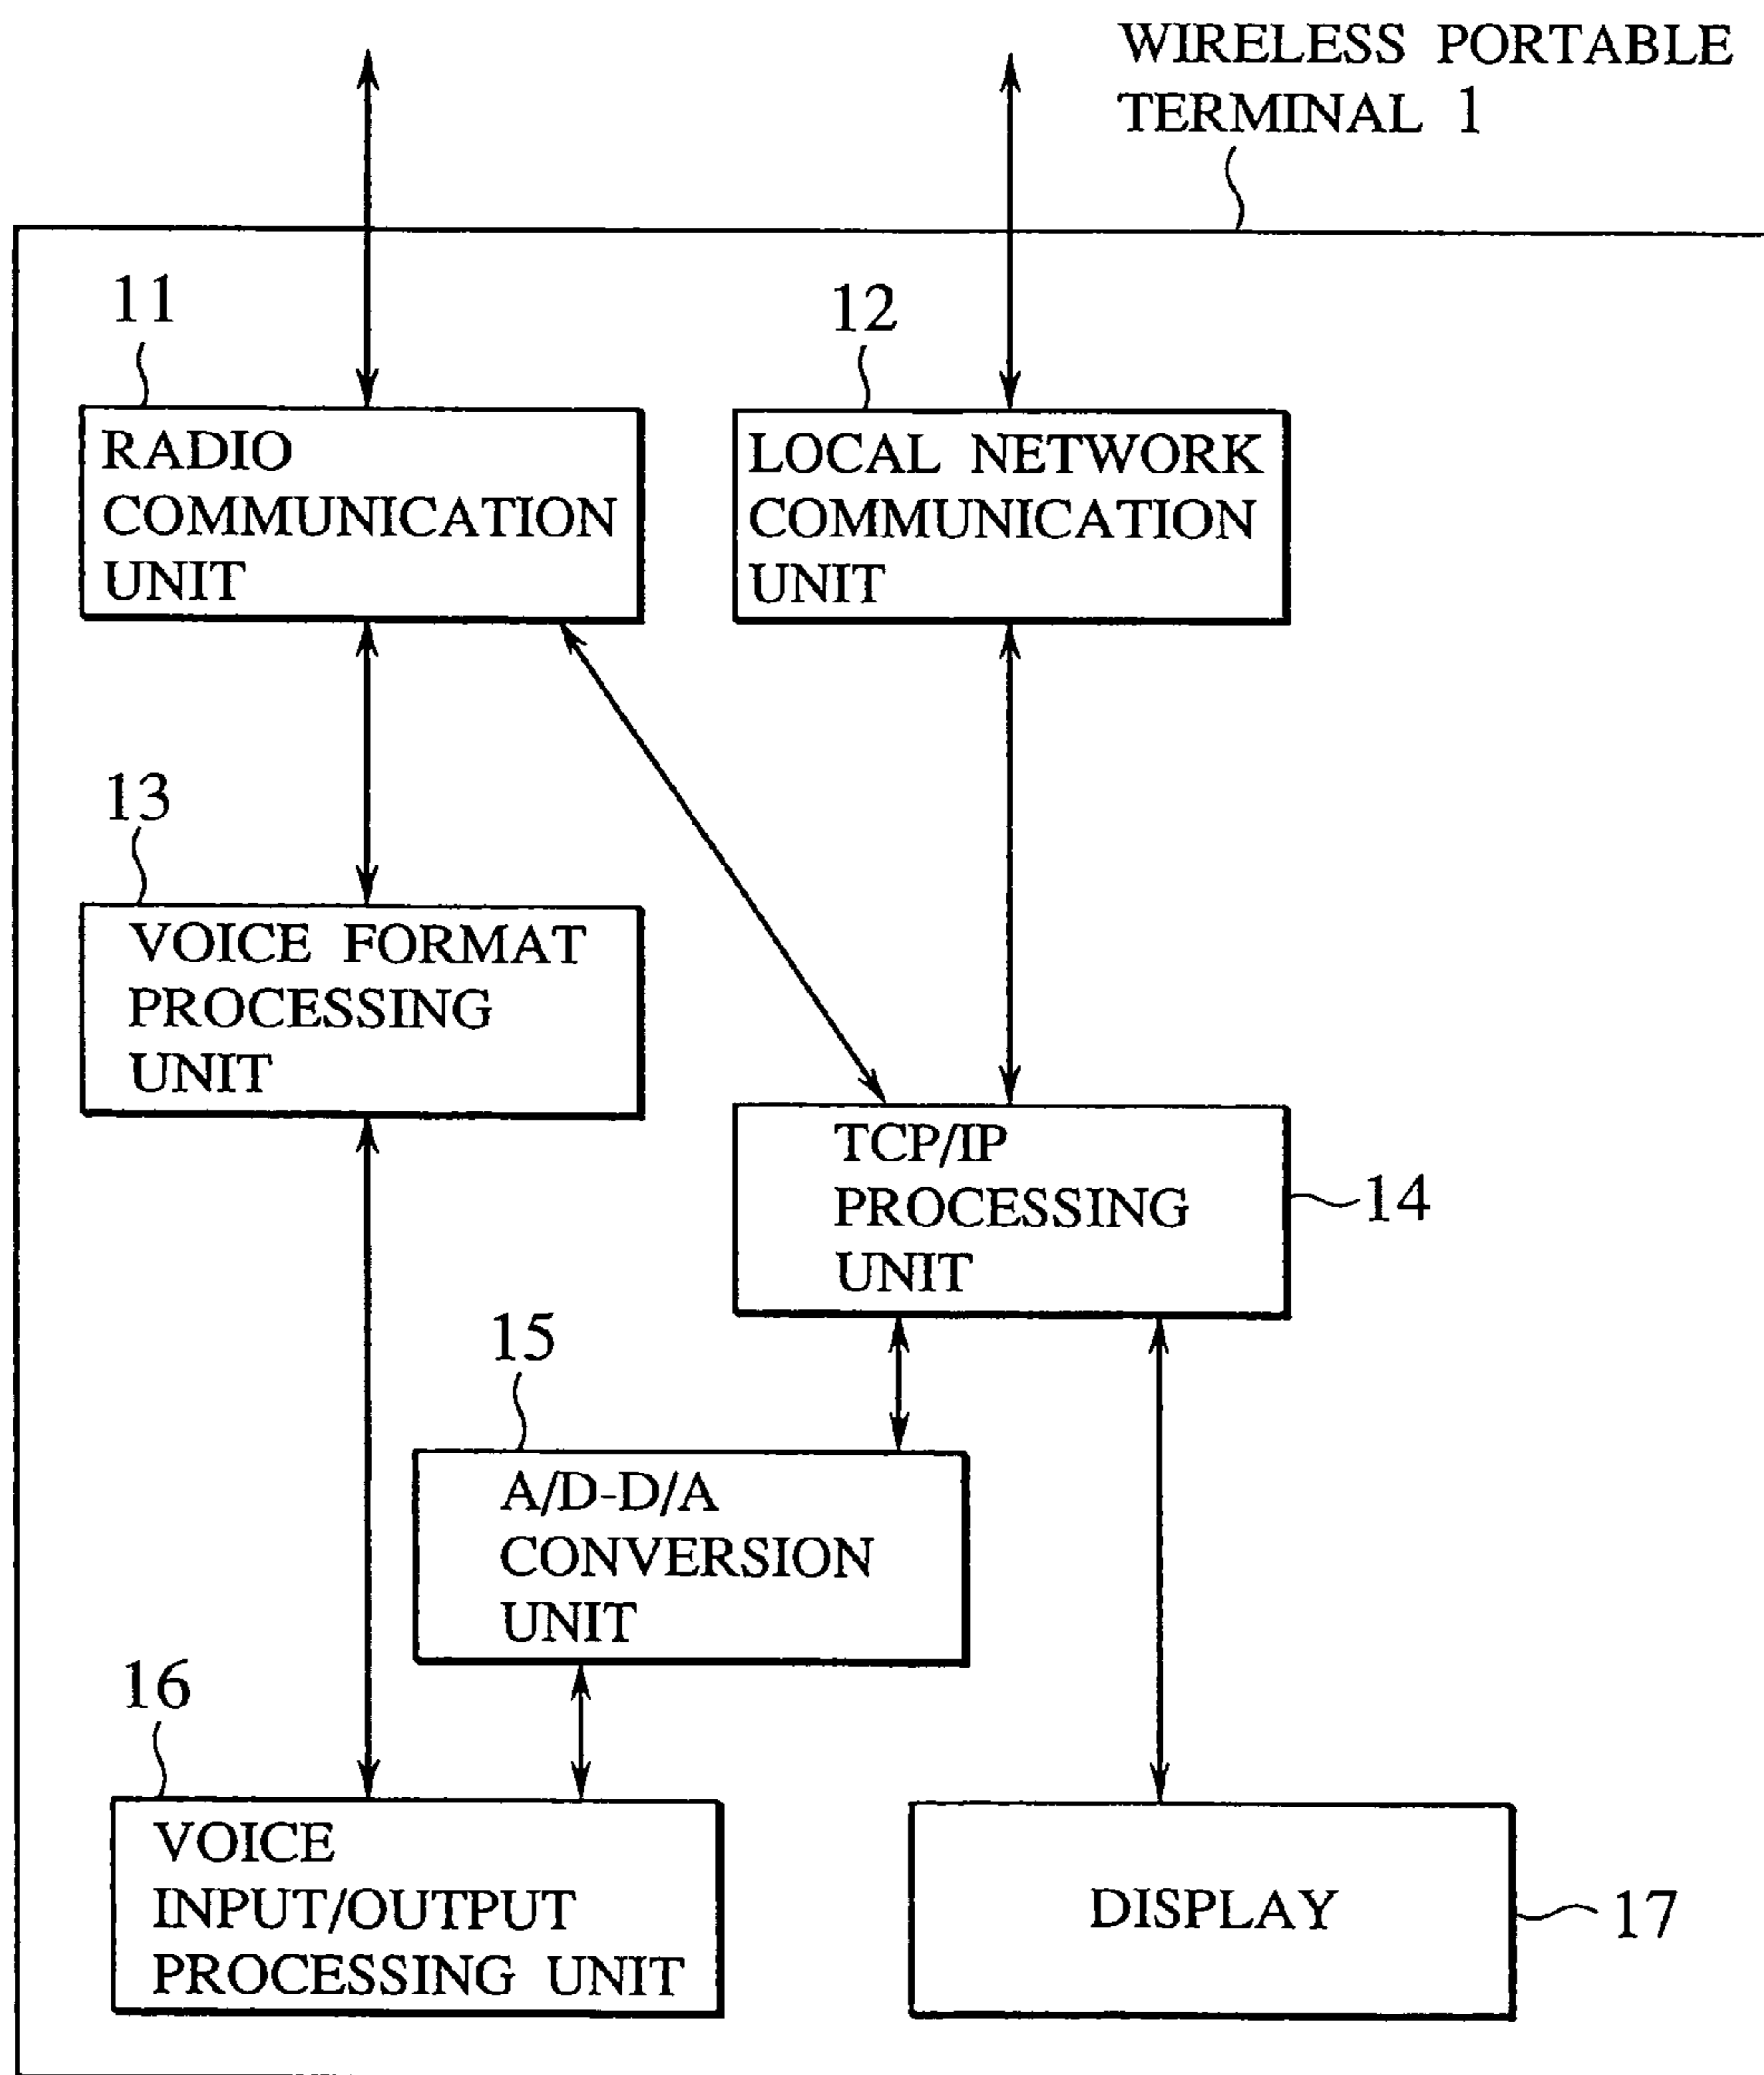 WIRELESS PORTABLE
TERMINAL 1
11
12
RADIO
COMMUNICATION
UNIT
LOCAL NETWORK
COMMUNICATION
UNIT
13
VOICE FORMAT
PROCESSING
UNIT
TCP/IP
PROCESSING
UNIT
14
15
A/D-D/A
CONVERSION
UNIT
16
VOICE
INPUT/OUTPUT
PROCESSING UNIT
DISPLAY
17